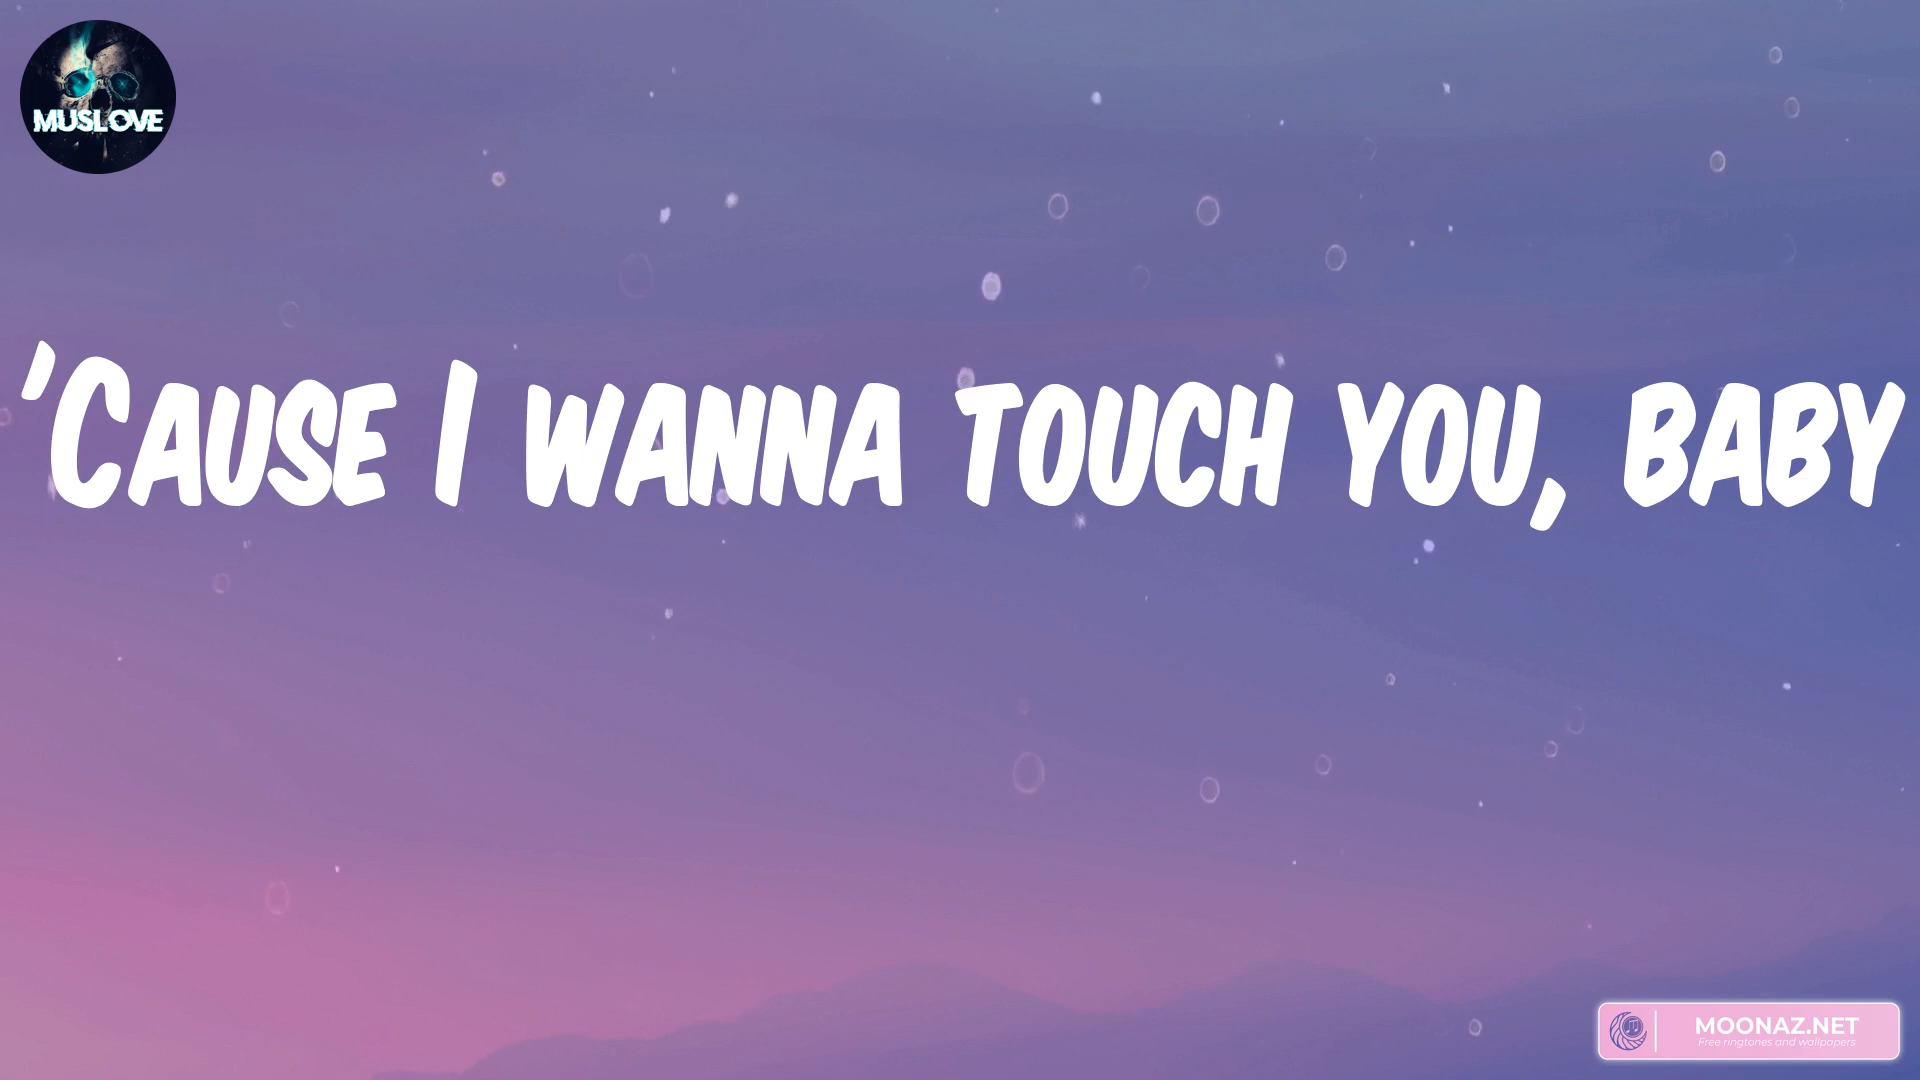 MUSLOVE
'Cause I wanna touch you, baby
MOONAZ.NET
Free ringtones and wallpapers